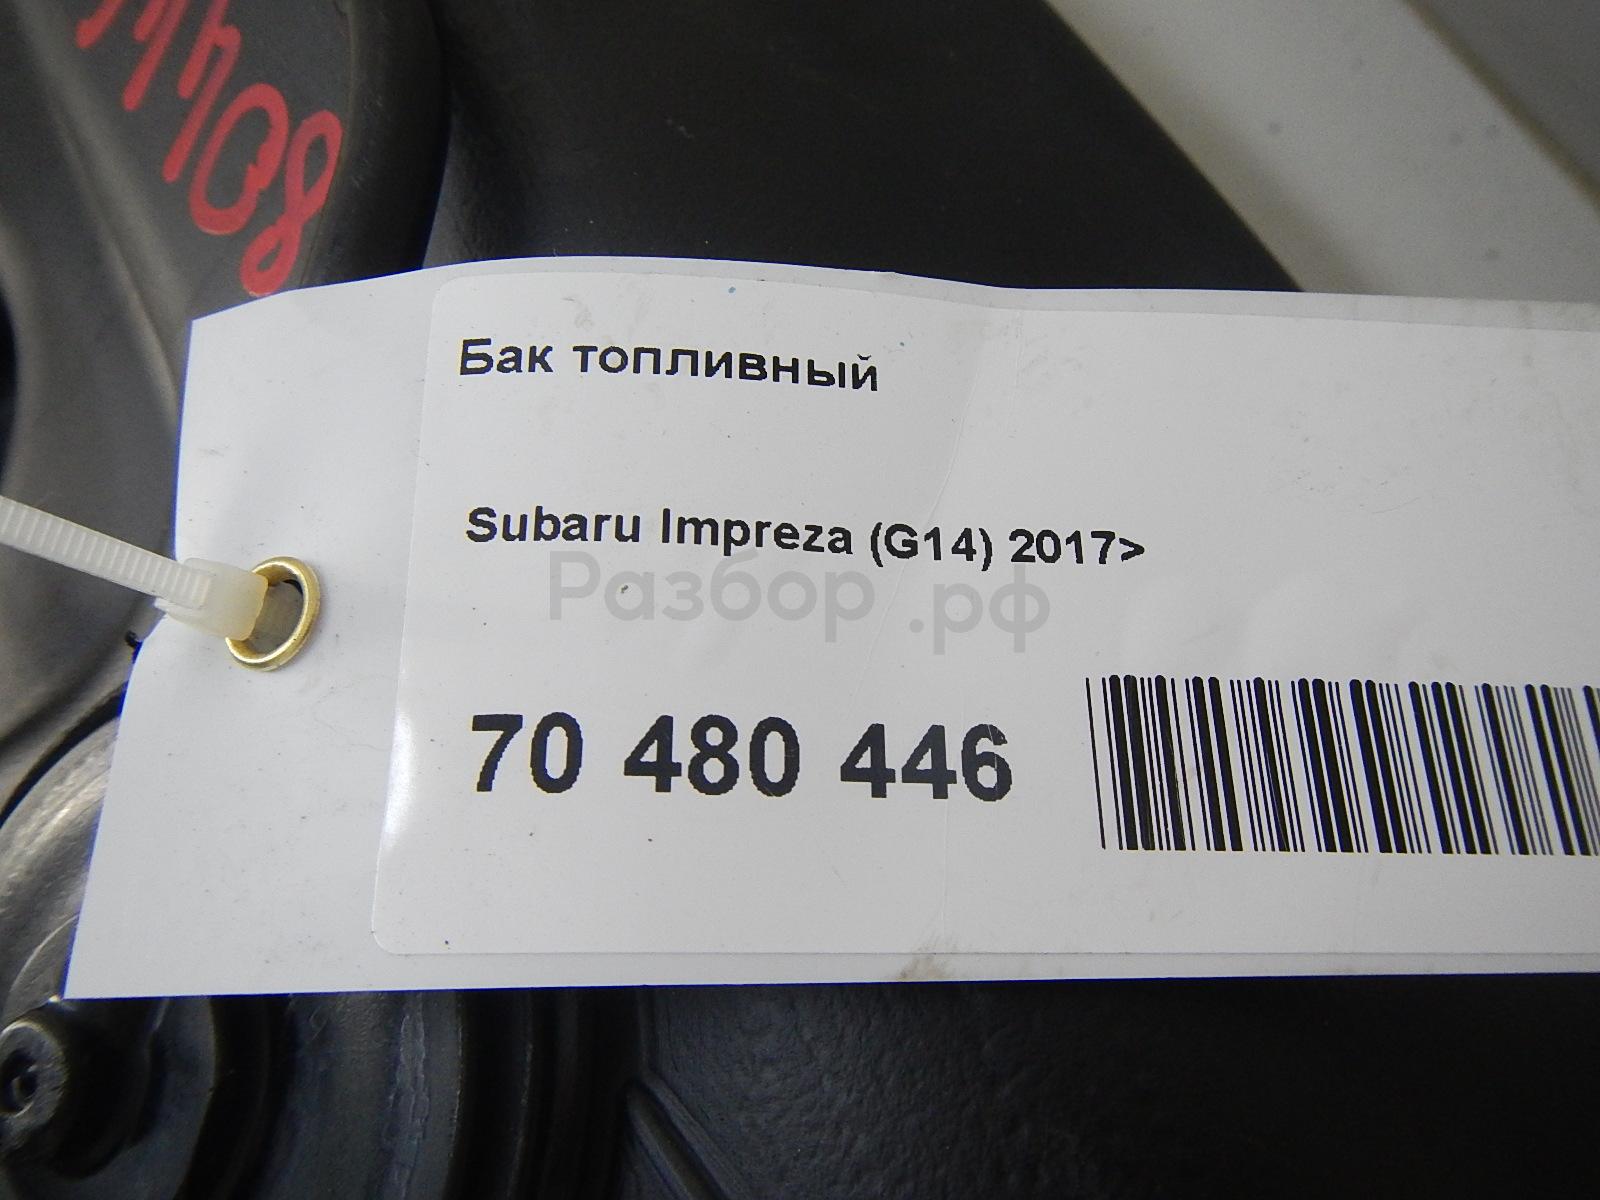 Бак топливный
Subaru Impreza (G14) 2017>
Разбор.рф
70 480 446